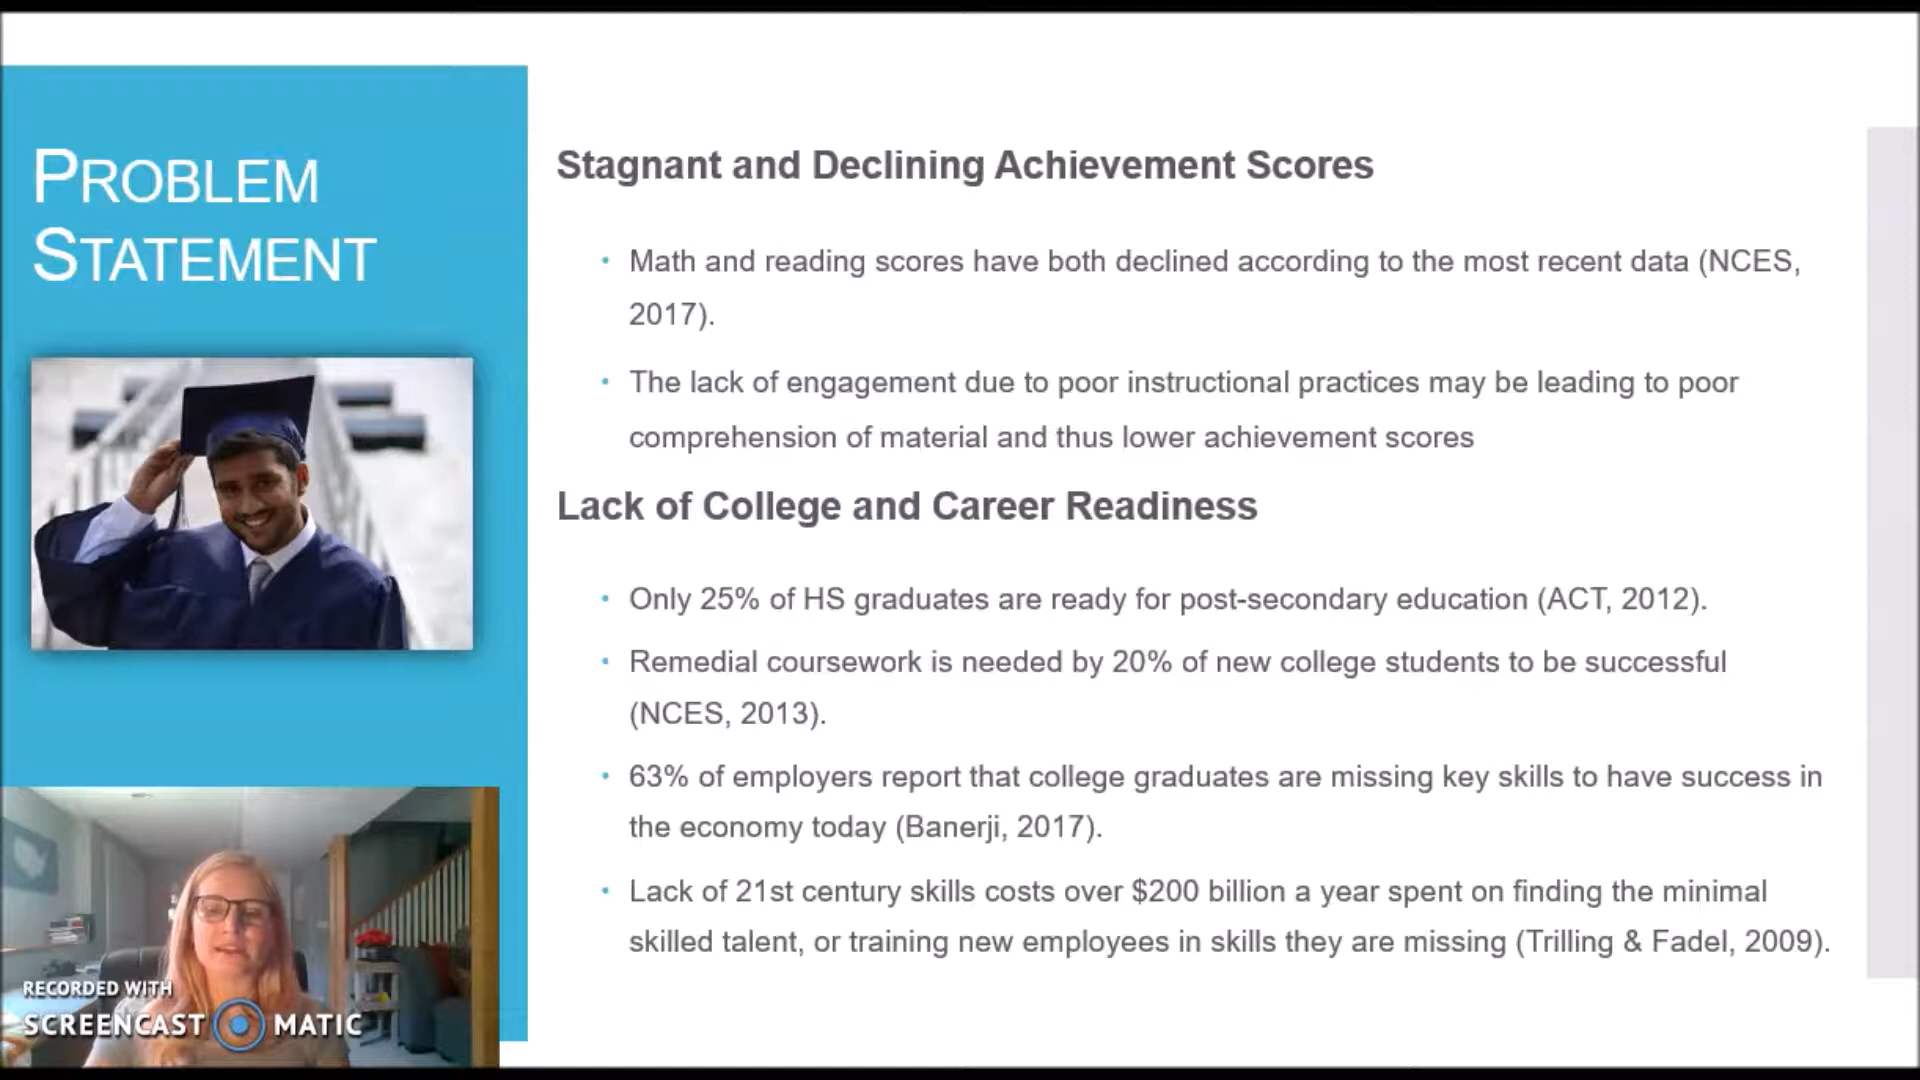 PROBLEM
STATEMENT
Stagnant and Declining Achievement Scores
• Math and reading scores have both declined according to the most recent data (NCES,
2017).
• The lack of engagement due to poor instructional practices may be leading to poor
comprehension of material and thus lower achievement scores
Lack of College and Career Readiness
• Only 25% of HS graduates are ready for post-secondary education (ACT, 2012).
• Remedial coursework is needed by 20% of new college students to be successful
(NCES, 2013).
• 63% of employers report that college graduates are missing key skills to have success in
the economy today (Banerji, 2017).
• Lack of 21st century skills costs over $200 billion a year spent on finding the minimal
skilled talent, or training new employees in skills they are missing (Trilling & Fadel, 2009).
RECORDED WITH
SCREENCAST MATIC